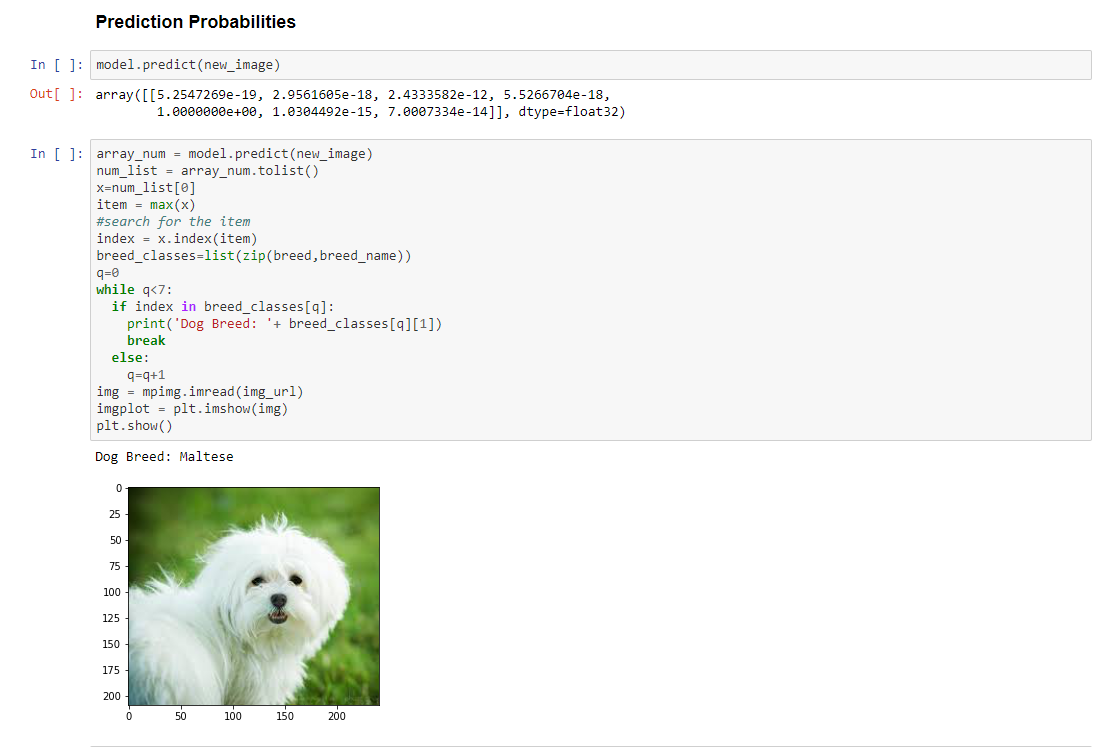 Prediction Probabilities
In [ ]: model.predict(new_image)
Out[ ]: array([[5.2547269e-19, 2.9561605e-18, 2.4333582e-12, 5.5266704e-18,
1.0000000e+00, 1.0304492e-15, 7.0007334e-14]], dtype=float32)
In [ ]: array_num = model.predict(new_image)
num_list = array_num.tolist()
x=num_list[0]
item = max(x)
#search for the item
index = x.index(item)
breed_classes=list(zip(breed,breed_name))
q=0
while q<7:
if index in breed_classes[q]:
print('Dog Breed: '+ breed_classes[q][1])
break
else:
q=q+1
img = mpimg.imread(img_url)
imgplot = plt.imshow(img)
plt.show()
Dog Breed: Maltese
0
25
50
75
100
125
150
175
200
0 50 100 150 200